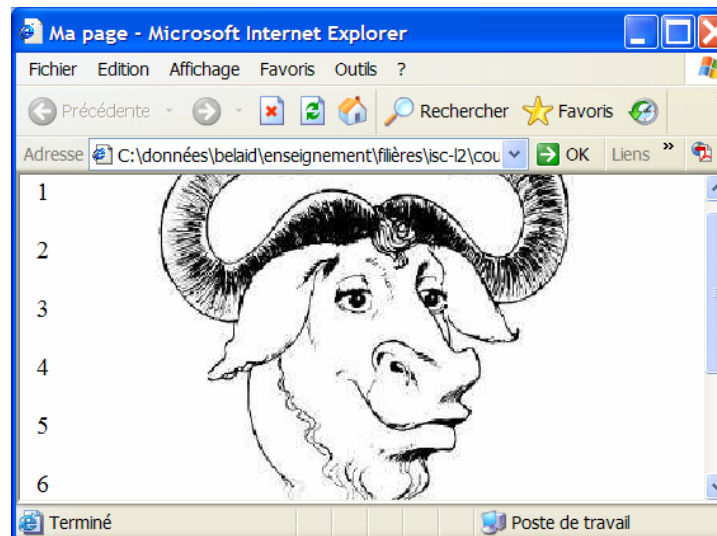 Ma page - Microsoft Internet Explorer
Fichier Edition Affichage Favoris Outils ?
Précédente Rechercher Favoris
Adresse C:\données\belaid\enseignement\filières\isc-l2\cou OK Liens »
1
2
3
4
5
6
Terminé Poste de travail